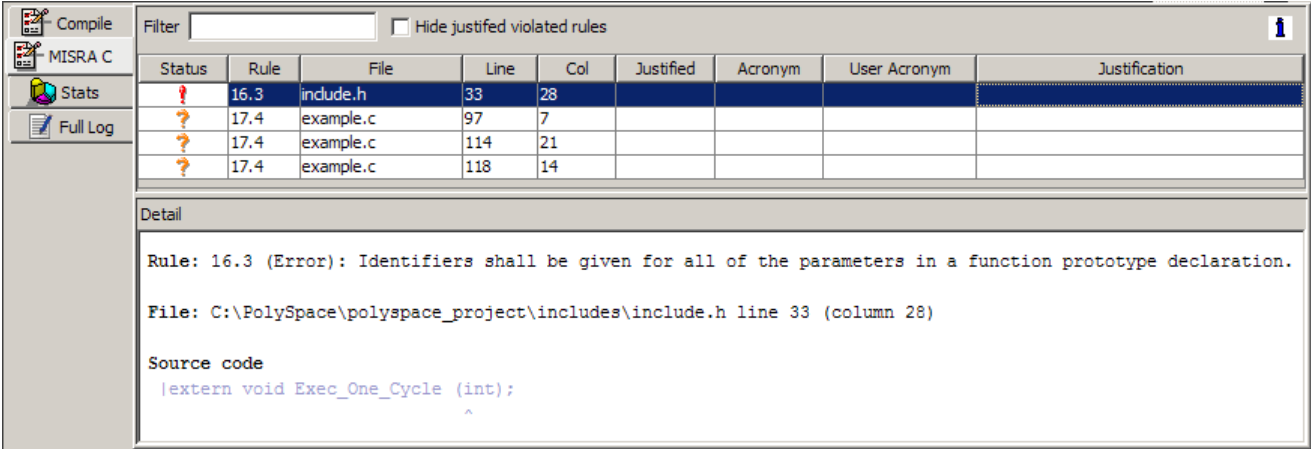 Compile
MISRA C
Stats
Full Log
Filter Hide justifed violated rules
Status Rule File Line Col Justified Acronym User Acronym Justification
! 16.3 include.h 33 28
? 17.4 example.c 97 7
? 17.4 example.c 114 21
? 17.4 example.c 118 14
Detail
Rule: 16.3 (Error): Identifiers shall be given for all of the parameters in a function prototype declaration.
File: C:\PolySpace\polyspace_project\includes\include.h line 33 (column 28)
Source code
|extern void Exec_One_Cycle (int);
^